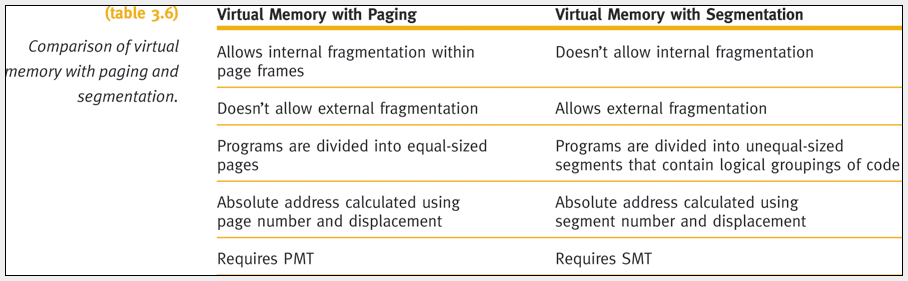 (table 3.6)
Comparison of virtual
memory with paging and
segmentation.
Virtual Memory with Paging
Virtual Memory with Segmentation
Allows internal fragmentation within
page frames
Doesn’t allow internal fragmentation
Doesn’t allow external fragmentation
Allows external fragmentation
Programs are divided into equal-sized
pages
Programs are divided into unequal-sized
segments that contain logical groupings of code
Absolute address calculated using
page number and displacement
Absolute address calculated using
segment number and displacement
Requires PMT
Requires SMT